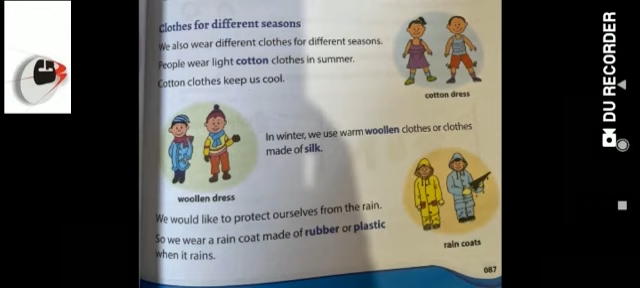 Clothes for different seasons
We also wear different clothes for different seasons.
People wear light cotton clothes in summer.
Cotton clothes keep us cool.
cotton dress
In winter, we use warm woollen clothes or clothes
made of silk.
woollen dress
We would like to protect ourselves from the rain.
So we wear a rain coat made of rubber or plastic
when it rains.
rain coats
087
DU RECORDER